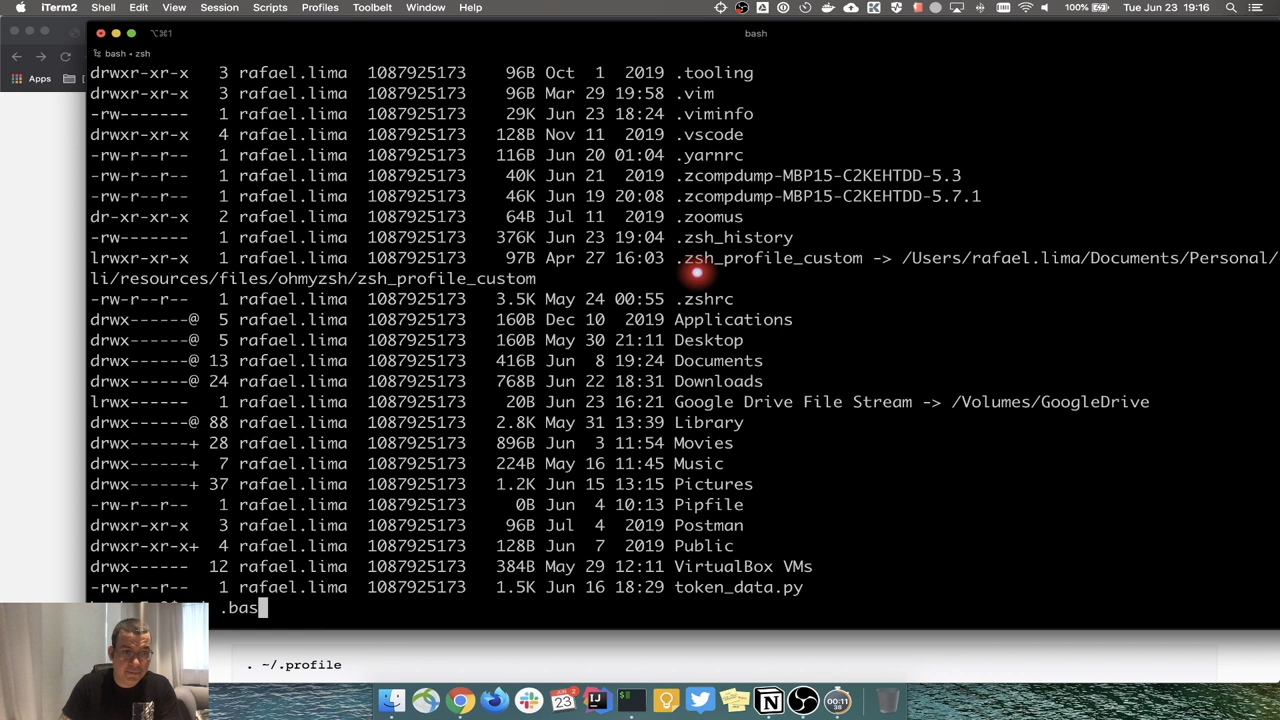 iTerm2 Shell Edit View Session Scripts Profiles Toolbelt Window Help 100% Tue Jun 23 19:16
⌥⌘1 bash
bash • zsh
Apps
drwxr-xr-x 3 rafael.lima 1087925173 96B Oct 1 2019 .tooling
drwxr-xr-x 3 rafael.lima 1087925173 96B Mar 29 19:58 .vim
-rw------- 1 rafael.lima 1087925173 29K Jun 23 18:24 .viminfo
drwxr-xr-x 4 rafael.lima 1087925173 128B Nov 11 2019 .vscode
-rw-r--r-- 1 rafael.lima 1087925173 116B Jun 20 01:04 .yarnrc
-rw-r--r-- 1 rafael.lima 1087925173 40K Jun 21 2019 .zcompdump-MBP15-C2KEHTDD-5.3
-rw-r--r-- 1 rafael.lima 1087925173 46K Jun 19 20:08 .zcompdump-MBP15-C2KEHTDD-5.7.1
dr-xr-xr-x 2 rafael.lima 1087925173 64B Jul 11 2019 .zoomus
-rw------- 1 rafael.lima 1087925173 376K Jun 23 19:04 .zsh_history
lrwxr-xr-x 1 rafael.lima 1087925173 97B Apr 27 16:03 .zsh_profile_custom -> /Users/rafael.lima/Documents/Personal/
li/resources/files/ohmyzsh/zsh_profile_custom
-rw-r--r-- 1 rafael.lima 1087925173 3.5K May 24 00:55 .zshrc
drwx------@ 5 rafael.lima 1087925173 160B Dec 10 2019 Applications
drwx------@ 5 rafael.lima 1087925173 160B May 30 21:11 Desktop
drwx------@ 13 rafael.lima 1087925173 416B Jun 8 19:24 Documents
drwx------@ 24 rafael.lima 1087925173 768B Jun 22 18:31 Downloads
lrwx------ 1 rafael.lima 1087925173 20B Jun 23 16:21 Google Drive File Stream -> /Volumes/GoogleDrive
drwx------@ 88 rafael.lima 1087925173 2.8K May 31 13:39 Library
drwx------+ 28 rafael.lima 1087925173 896B Jun 3 11:54 Movies
drwx------+ 7 rafael.lima 1087925173 224B May 16 11:45 Music
drwx------+ 37 rafael.lima 1087925173 1.2K Jun 15 13:15 Pictures
-rw-r--r-- 1 rafael.lima 1087925173 0B Jun 4 10:13 Pipfile
drwxr-xr-x 3 rafael.lima 1087925173 96B Jul 4 2019 Postman
drwxr-xr-x+ 4 rafael.lima 1087925173 128B Jun 7 2019 Public
drwx------ 12 rafael.lima 1087925173 384B May 29 12:11 VirtualBox VMs
-rw-r--r-- 1 rafael.lima 1087925173 1.5K Jun 16 18:29 token_data.py
.bas
. ~/.profile
JUN 23 2 IJ $ N 00:11 38